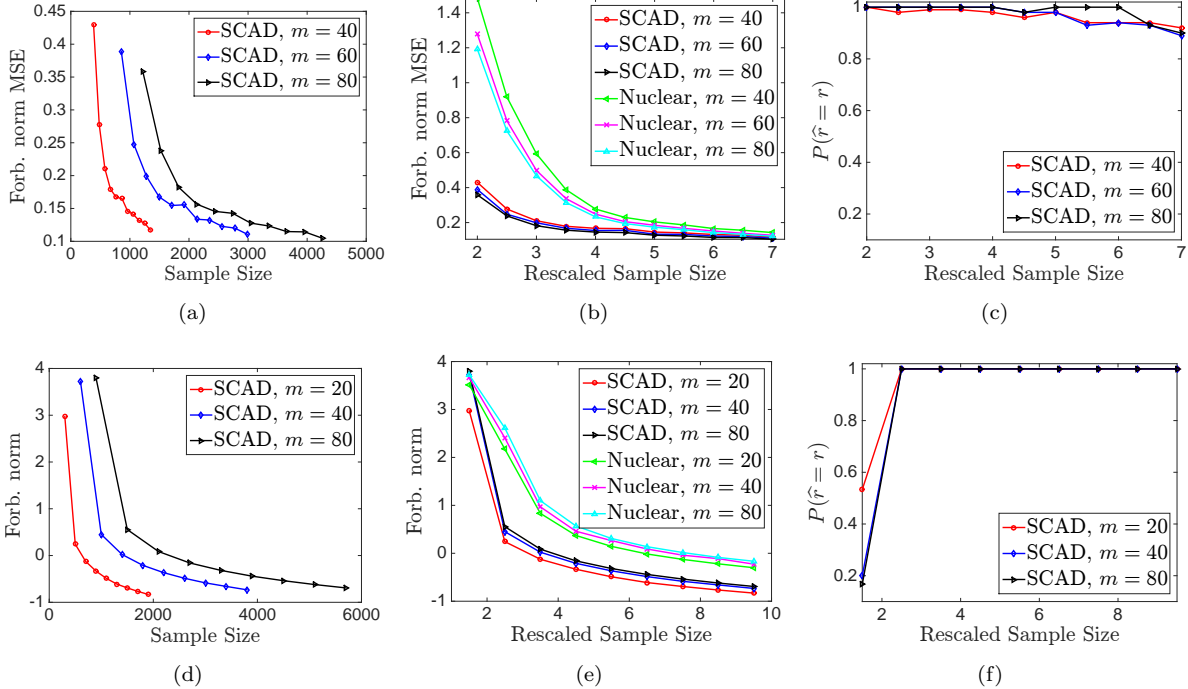 0.45
0.4
0.35
0.3
0.25
0.2
0.15
0.1
0 1000 2000 3000 4000 5000
Forb. norm MSE
Sample Size
SCAD, m = 40
SCAD, m = 60
SCAD, m = 80
(a)
1.4
1.2
1
0.8
0.6
0.4
0.2
2 3 4 5 6 7
Forb. norm MSE
Rescaled Sample Size
SCAD, m = 40
SCAD, m = 60
SCAD, m = 80
Nuclear, m = 40
Nuclear, m = 60
Nuclear, m = 80
(b)
1
0.8
0.6
0.4
0.2
2 3 4 5 6 7
P(r̂ = r)
Rescaled Sample Size
SCAD, m = 40
SCAD, m = 60
SCAD, m = 80
(c)
4
3
2
1
0
-1
0 2000 4000 6000
Forb. norm
Sample Size
SCAD, m = 20
SCAD, m = 40
SCAD, m = 80
(d)
4
3
2
1
0
-1
2 4 6 8 10
Forb. norm
Rescaled Sample Size
SCAD, m = 20
SCAD, m = 40
SCAD, m = 80
Nuclear, m = 20
Nuclear, m = 40
Nuclear, m = 80
(e)
1
0.8
0.6
0.4
0.2
2 4 6 8
P(r̂ = r)
Rescaled Sample Size
SCAD, m = 20
SCAD, m = 40
SCAD, m = 80
(f)